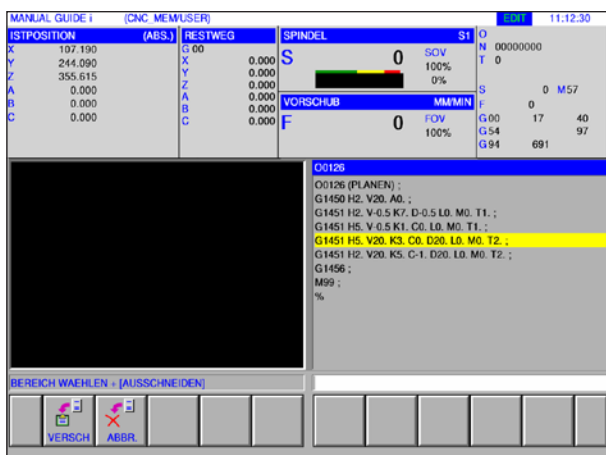 MANUAL GUIDE i (CNC_MEM/USER) EDIT 11:12:30
ISTPOSITION (ABS.)
X 107.190
Y 244.090
Z 355.615
A 0.000
B 0.000
C 0.000
RESTWEG
G 00
X 0.000
Y 0.000
Z 0.000
A 0.000
B 0.000
C 0.000
SPINDEL S1
S 0 SOV
100%
0%
VORSCHUB MM/MIN
F 0 FOV
100%
O
N 00000000
T 0
S 0 M57
F 0
G00 17 40
G54 97
G94 691
O0126
O0126 (PLANEN) ;
G1450 H2. V20. A0. ;
G1451 H2. V-0.5 K7. D-0.5 L0. M0. T1. ;
G1451 H5. V-0.5 K1. C0. L0. M0. T1. ;
G1451 H5. V20. K3. C0. D20. L0. M0. T2. ;
G1451 H2. V20. K5. C-1. D20. L0. M0. T2. ;
G1456 ;
M99 ;
%
BEREICH WAEHLEN + [AUSSCHNEIDEN]
VERSCH ABBR.